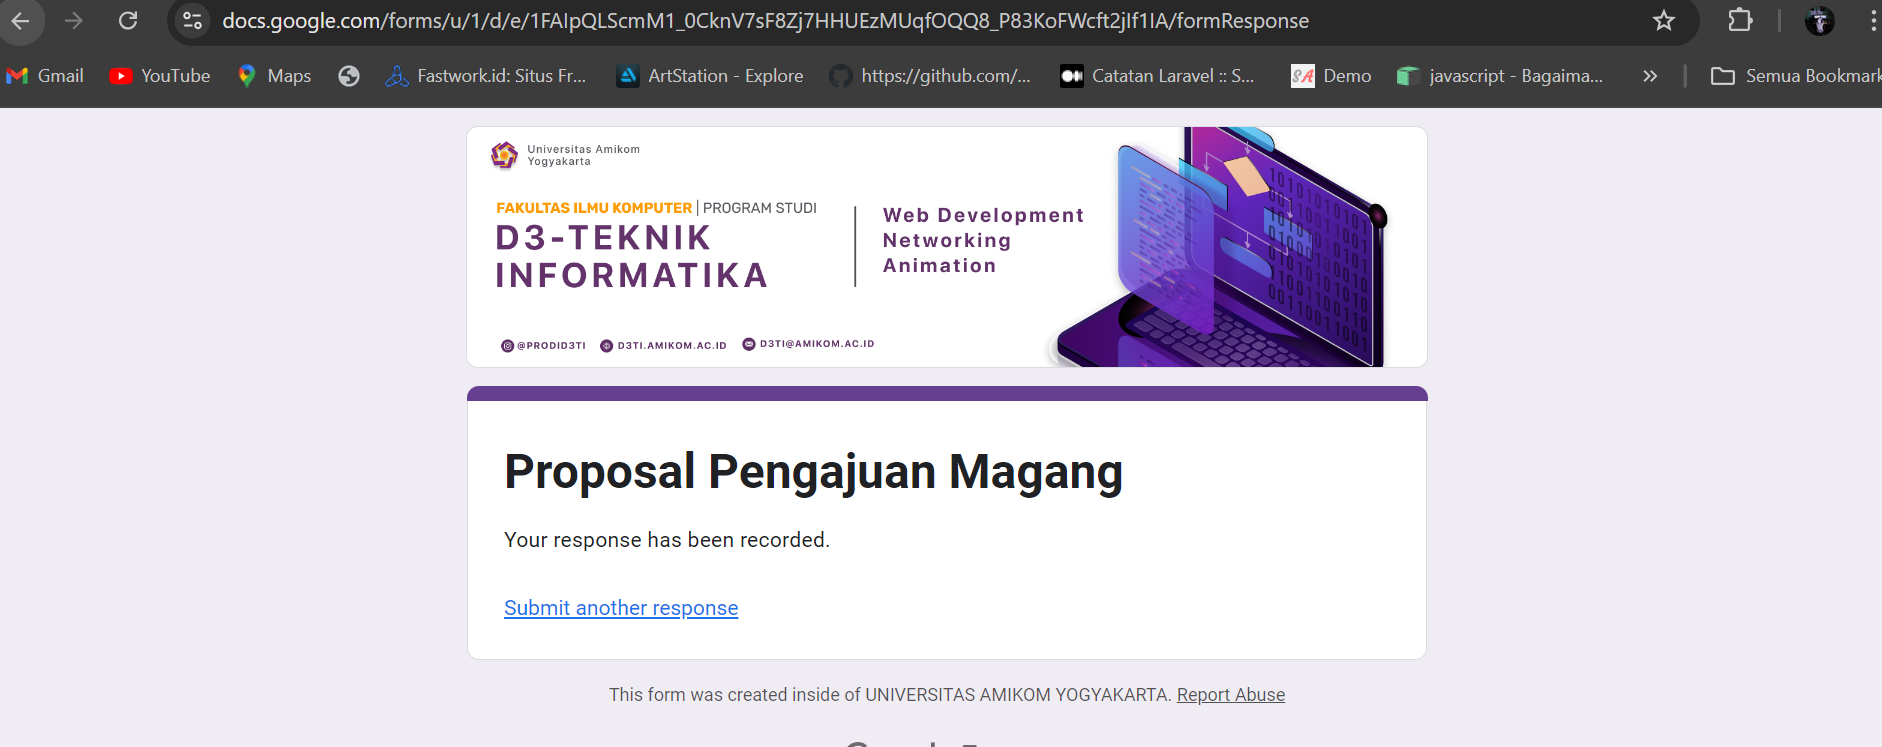 docs.google.com/forms/u/1/d/e/1FAIpQLScmM1_0CknV7sF8Zj7HHUEzMUqfOQQ8_P83KoFWcft2jIf1IA/formResponse
Gmail YouTube Maps Fastwork.id: Situs Fr... ArtStation - Explore https://github.com/... Catatan Laravel :: S... SA Demo javascript - Bagaima... » Semua Bookmark
Universitas Amikom
Yogyakarta
FAKULTAS ILMU KOMPUTER | PROGRAM STUDI
D3-TEKNIK
INFORMATIKA
Web Development
Networking
Animation
@PRODID3TI D3TI.AMIKOM.AC.ID D3TI@AMIKOM.AC.ID
Proposal Pengajuan Magang
Your response has been recorded.
Submit another response
This form was created inside of UNIVERSITAS AMIKOM YOGYAKARTA. Report Abuse